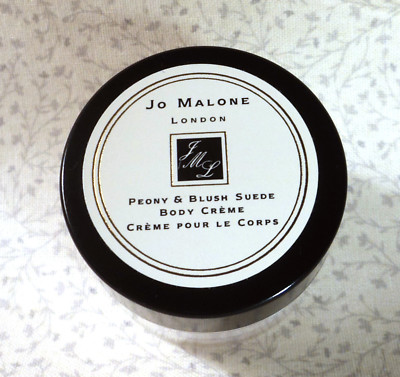 Jo Malone
London
JML
Peony & Blush Suede
Body Crème
Crème pour le Corps